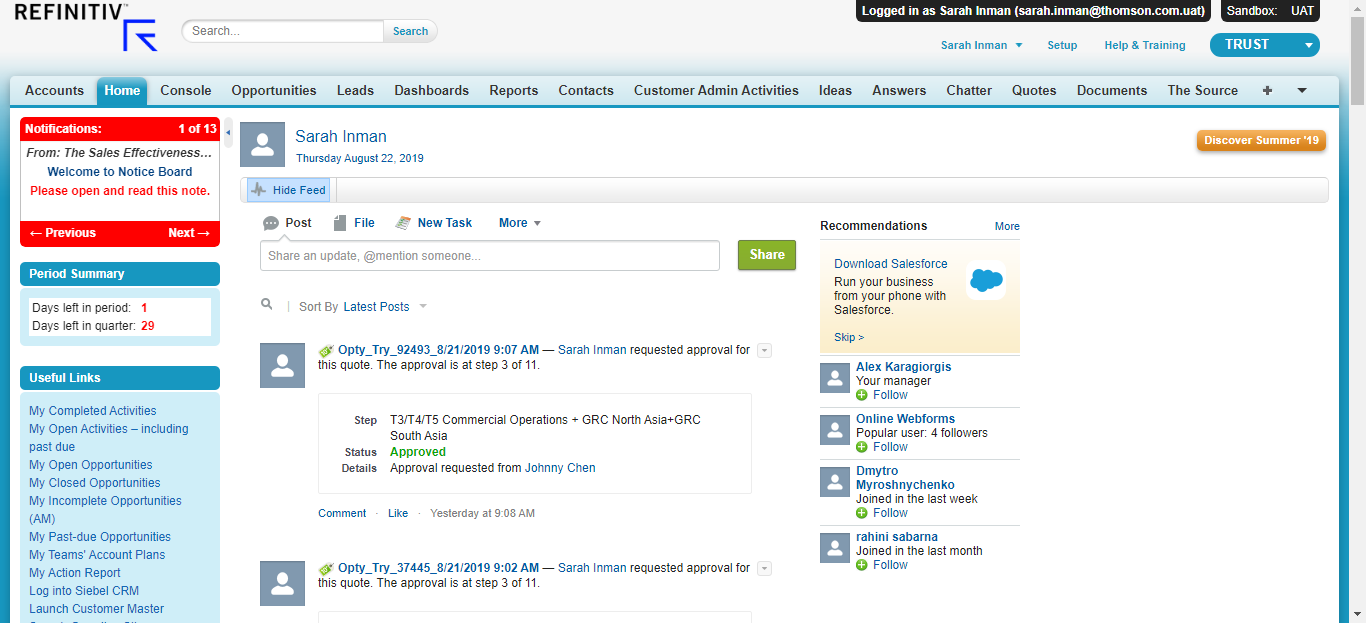 REFINITIV™
Search...
Search
Logged in as Sarah Inman (sarah.inman@thomson.com.uat)
Sandbox: UAT
Sarah Inman
Setup
Help & Training
TRUST
Accounts
Home
Console
Opportunities
Leads
Dashboards
Reports
Contacts
Customer Admin Activities
Ideas
Answers
Chatter
Quotes
Documents
The Source
Notifications: 1 of 13
From: The Sales Effectiveness...
Welcome to Notice Board
Please open and read this note.
← Previous Next →
Period Summary
Days left in period: 1
Days left in quarter: 29
Useful Links
My Completed Activities
My Open Activities – including
past due
My Open Opportunities
My Closed Opportunities
My Incomplete Opportunities
(AM)
My Past-due Opportunities
My Teams' Account Plans
My Action Report
Log into Siebel CRM
Launch Customer Master
Sarah Inman
Thursday August 22, 2019
Discover Summer '19
Hide Feed
Post
File
New Task
More
Share an update, @mention someone...
Share
Sort By Latest Posts
Opty_Try_92493_8/21/2019 9:07 AM — Sarah Inman requested approval for
this quote. The approval is at step 3 of 11.
Step T3/T4/T5 Commercial Operations + GRC North Asia+GRC
South Asia
Status Approved
Details Approval requested from Johnny Chen
Comment · Like · Yesterday at 9:08 AM
Opty_Try_37445_8/21/2019 9:02 AM — Sarah Inman requested approval for
this quote. The approval is at step 3 of 11.
Recommendations More
Download Salesforce
Run your business
from your phone with
Salesforce.
Skip >
Alex Karagiorgis
Your manager
Follow
Online Webforms
Popular user: 4 followers
Follow
Dmytro
Myroshnychenko
Joined in the last week
Follow
rahini sabarna
Joined in the last month
Follow